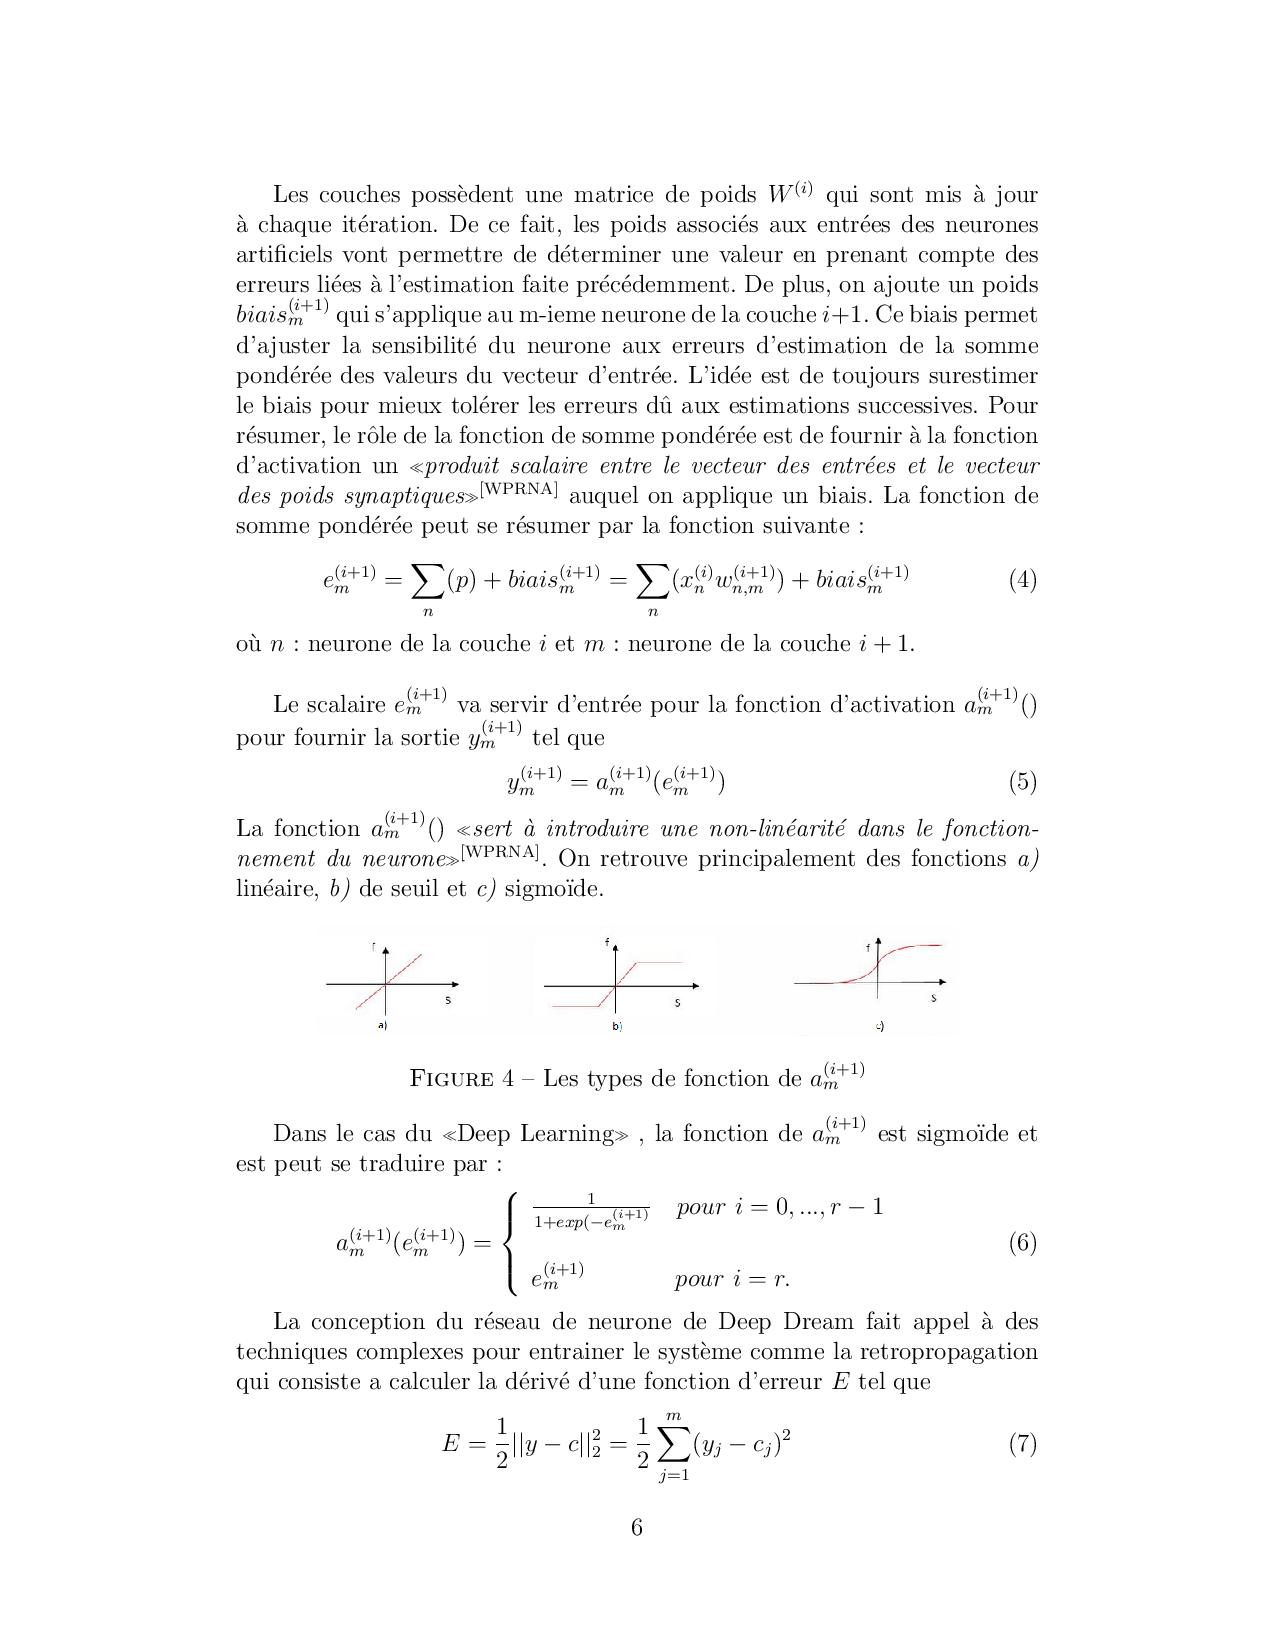 Les couches possèdent une matrice de poids W^(i) qui sont mis à jour
à chaque itération. De ce fait, les poids associés aux entrées des neurones
artificiels vont permettre de déterminer une valeur en prenant compte des
erreurs liées à l'estimation faite précédemment. De plus, on ajoute un poids
biais_m^(i+1) qui s'applique au m-ieme neurone de la couche i+1. Ce biais permet
d'ajuster la sensibilité du neurone aux erreurs d'estimation de la somme
pondérée des valeurs du vecteur d'entrée. L'idée est de toujours surestimer
le biais pour mieux tolérer les erreurs dû aux estimations successives. Pour
résumer, le rôle de la fonction de somme pondérée est de fournir à la fonction
d'activation un «produit scalaire entre le vecteur des entrées et le vecteur
des poids synaptiques»[WPRNA] auquel on applique un biais. La fonction de
somme pondérée peut se résumer par la fonction suivante :
e_m^(i+1) = ∑_n (p) + biais_m^(i+1) = ∑_n (x_n^(i) w_{n,m}^(i+1)) + biais_m^(i+1) (4)
où n : neurone de la couche i et m : neurone de la couche i + 1.
Le scalaire e_m^(i+1) va servir d'entrée pour la fonction d'activation a_m^(i+1)()
pour fournir la sortie y_m^(i+1) tel que
y_m^(i+1) = a_m^(i+1)(e_m^(i+1)) (5)
La fonction a_m^(i+1)() «sert à introduire une non-linéarité dans le fonction-
nement du neurone»[WPRNA]. On retrouve principalement des fonctions a)
linéaire, b) de seuil et c) sigmoïde.
f s a)
f s b)
f s c)
Figure 4 – Les types de fonction de a_m^(i+1)
Dans le cas du «Deep Learning» , la fonction de a_m^(i+1) est sigmoïde et
est peut se traduire par :
a_m^(i+1)(e_m^(i+1)) = { 1/(1+exp(−e_m^(i+1)) pour i = 0, ..., r − 1
e_m^(i+1) pour i = r. (6)
La conception du réseau de neurone de Deep Dream fait appel à des
techniques complexes pour entrainer le système comme la retropropagation
qui consiste a calculer la dérivé d'une fonction d'erreur E tel que
E = 1/2 ||y − c||_2^2 = 1/2 ∑_{j=1}^m (y_j − c_j)^2 (7)
6